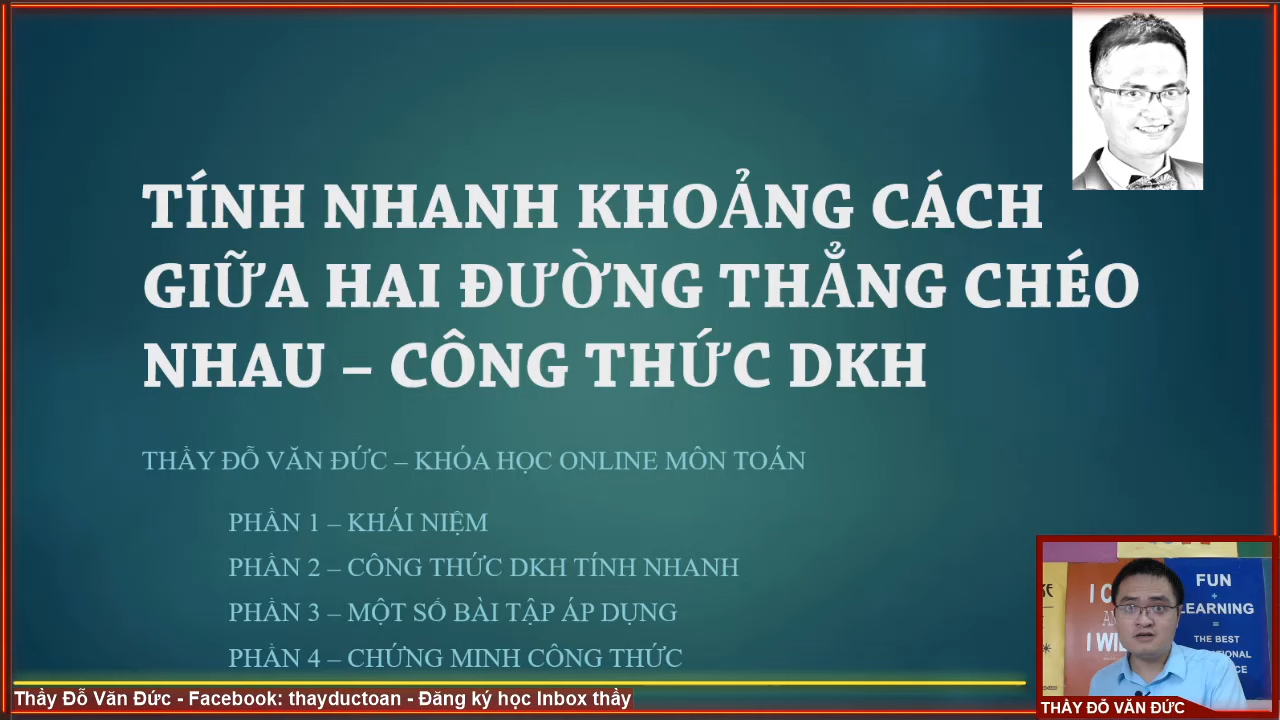 TÍNH NHANH KHOẢNG CÁCH
GIỮA HAI ĐƯỜNG THẲNG CHÉO
NHAU – CÔNG THỨC DKH
THẦY ĐỖ VĂN ĐỨC – KHÓA HỌC ONLINE MÔN TOÁN
PHẦN 1 – KHÁI NIỆM
PHẦN 2 – CÔNG THỨC DKH TÍNH NHANH
PHẦN 3 – MỘT SỐ BÀI TẬP ÁP DỤNG
PHẦN 4 – CHỨNG MINH CÔNG THỨC
Thầy Đỗ Văn Đức - Facebook: thayductoan - Đăng ký học Inbox thầy
FUN
+
LEARNING
=
THE BEST
THẦY ĐỖ VĂN ĐỨC